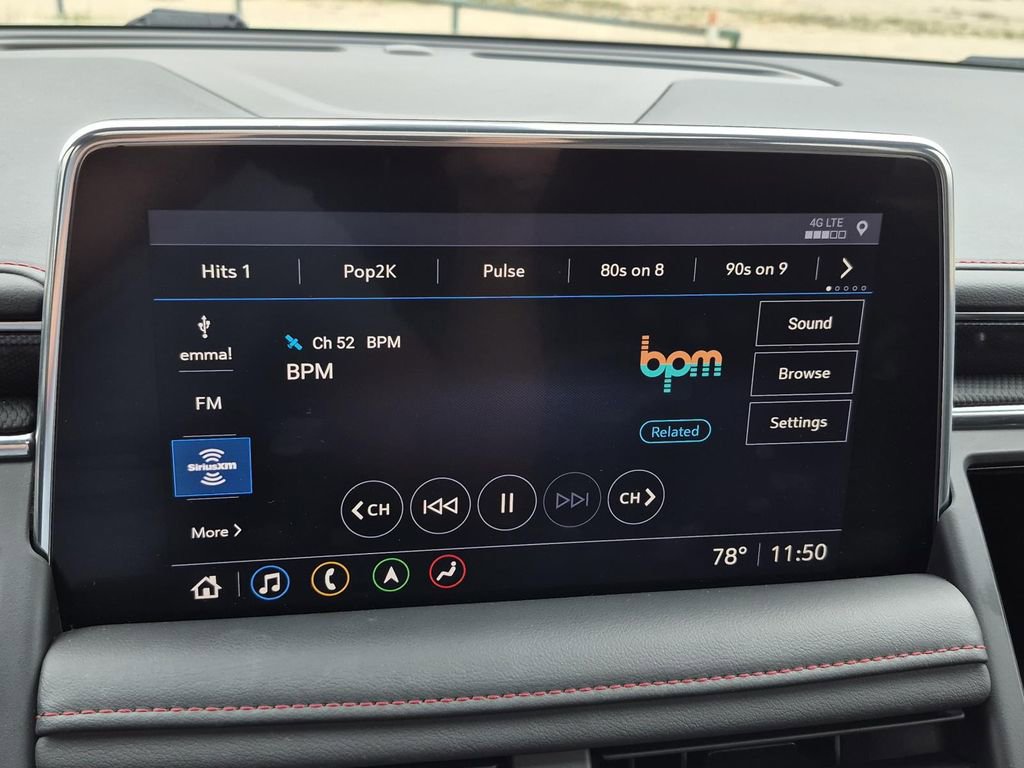 4G LTE
Hits 1
Pop2K
Pulse
80s on 8
90s on 9
emma!
FM
SiriusXM
More
Ch 52 BPM
BPM
bpm
Related
Sound
Browse
Settings
CH
CH
78° 11:50